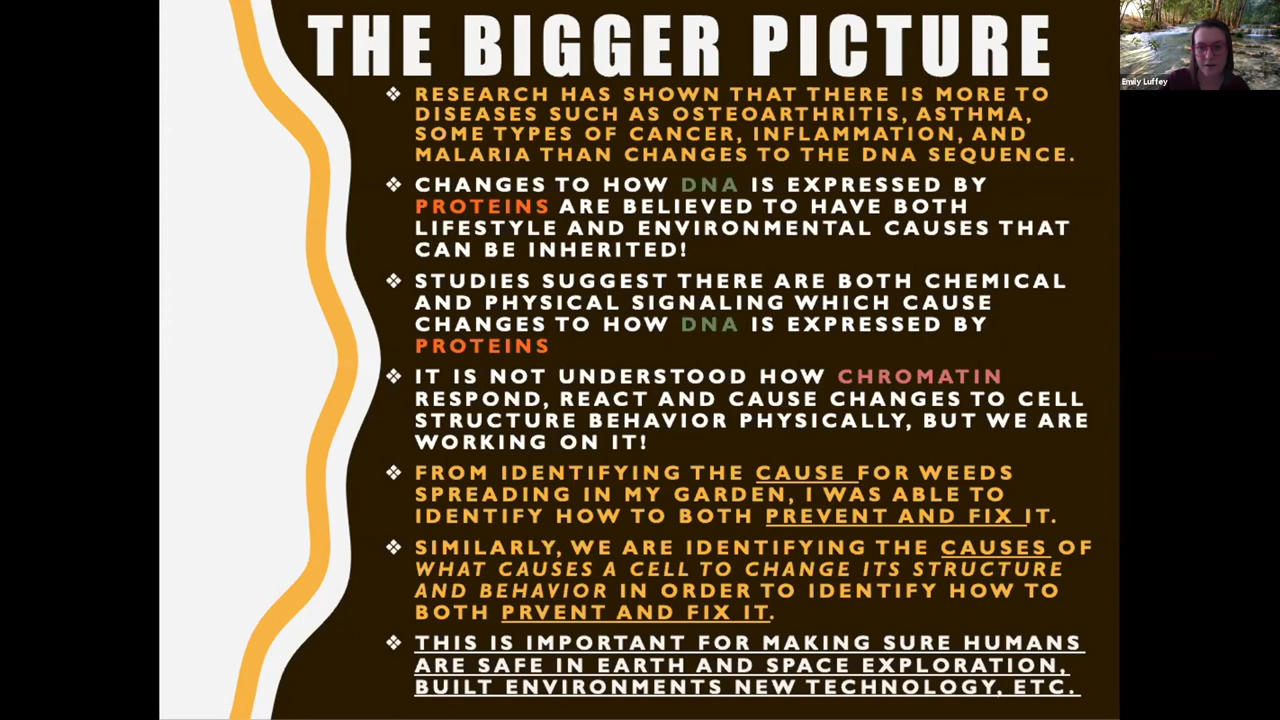 THE BIGGER PICTURE
Emily Luffey
❖ RESEARCH HAS SHOWN THAT THERE IS MORE TO
DISEASES SUCH AS OSTEOARTHRITIS, ASTHMA,
SOME TYPES OF CANCER, INFLAMMATION, AND
MALARIA THAN CHANGES TO THE DNA SEQUENCE.
❖ CHANGES TO HOW DNA IS EXPRESSED BY
PROTEINS ARE BELIEVED TO HAVE BOTH
LIFESTYLE AND ENVIRONMENTAL CAUSES THAT
CAN BE INHERITED!
❖ STUDIES SUGGEST THERE ARE BOTH CHEMICAL
AND PHYSICAL SIGNALING WHICH CAUSE
CHANGES TO HOW DNA IS EXPRESSED BY
PROTEINS
❖ IT IS NOT UNDERSTOOD HOW CHROMATIN
RESPOND, REACT AND CAUSE CHANGES TO CELL
STRUCTURE BEHAVIOR PHYSICALLY, BUT WE ARE
WORKING ON IT!
❖ FROM IDENTIFYING THE CAUSE FOR WEEDS
SPREADING IN MY GARDEN, I WAS ABLE TO
IDENTIFY HOW TO BOTH PREVENT AND FIX IT.
❖ SIMILARLY, WE ARE IDENTIFYING THE CAUSES OF
WHAT CAUSES A CELL TO CHANGE ITS STRUCTURE
AND BEHAVIOR IN ORDER TO IDENTIFY HOW TO
BOTH PRVENT AND FIX IT.
❖ THIS IS IMPORTANT FOR MAKING SURE HUMANS
ARE SAFE IN EARTH AND SPACE EXPLORATION,
BUILT ENVIRONMENTS NEW TECHNOLOGY, ETC.